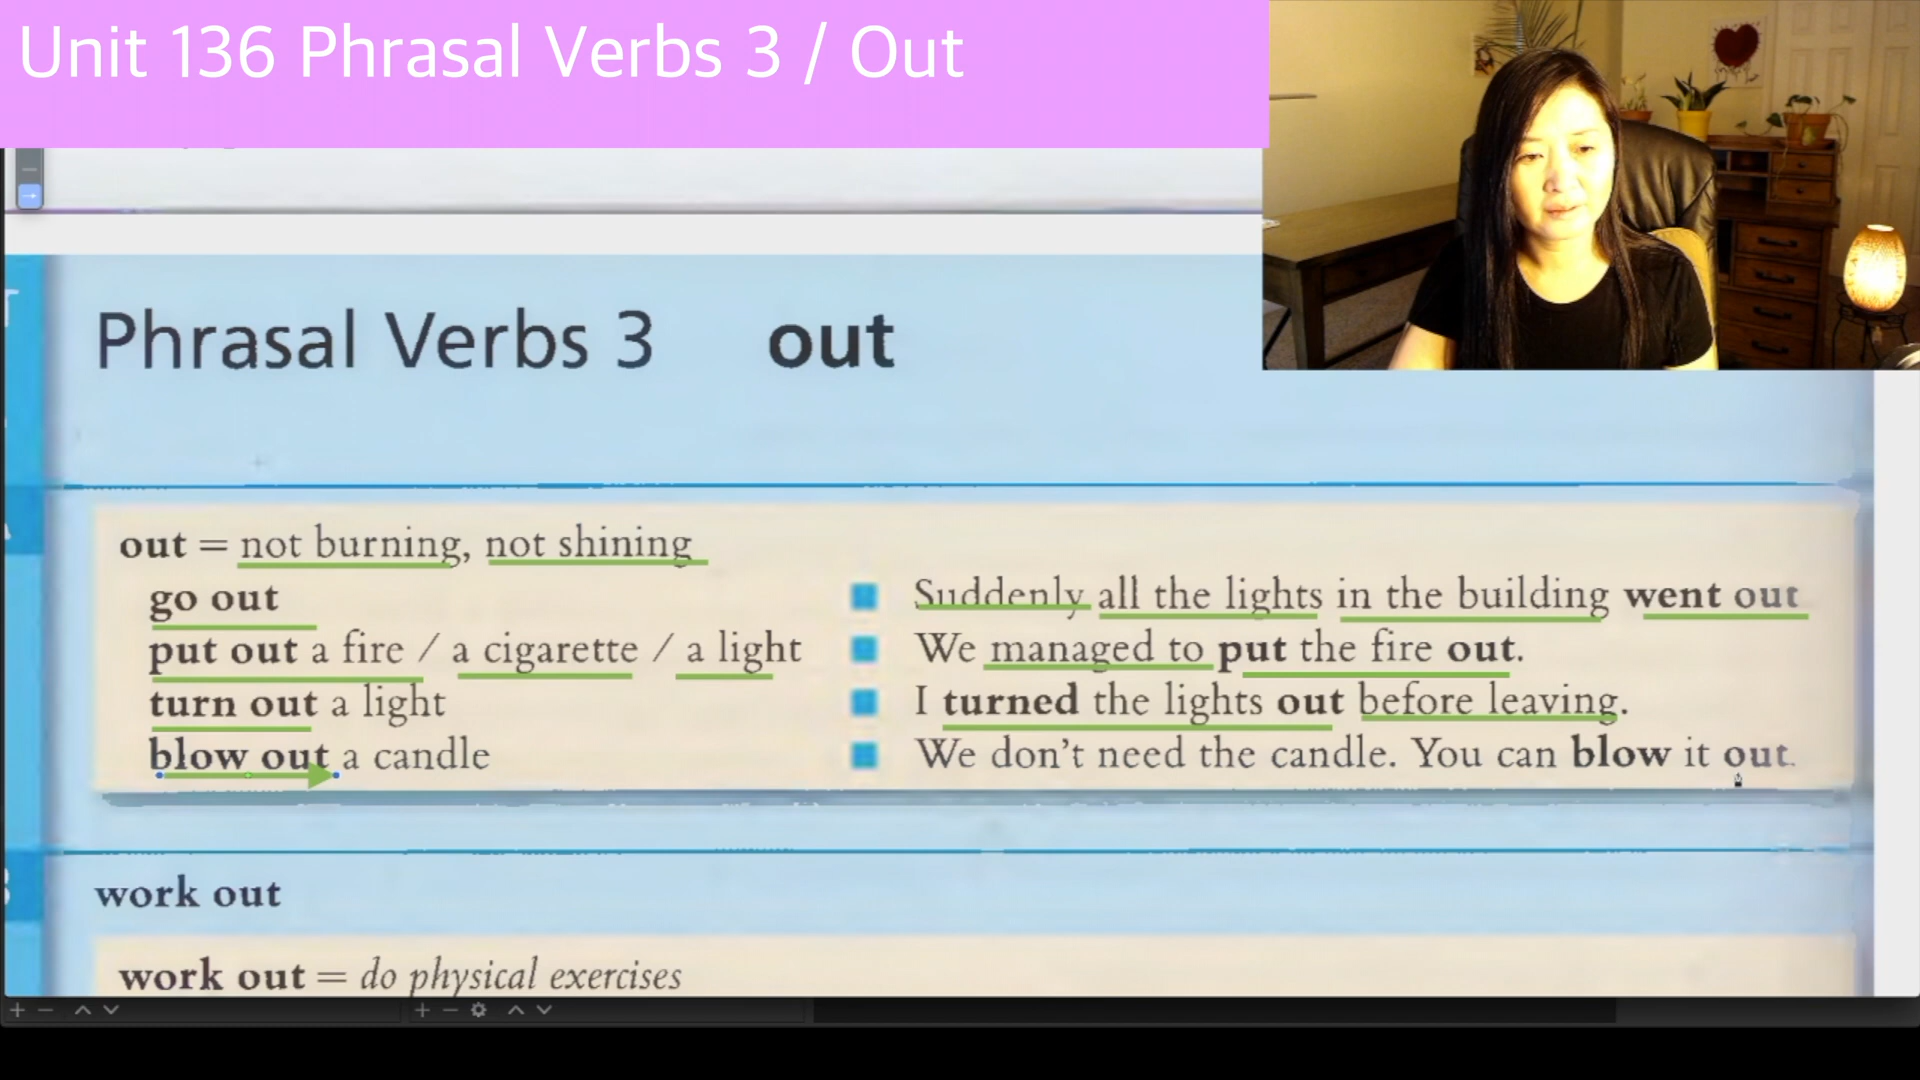 Unit 136 Phrasal Verbs 3 / Out
Phrasal Verbs 3 out
out = not burning, not shining
go out
put out a fire / a cigarette / a light
turn out a light
blow out a candle
Suddenly all the lights in the building went out
We managed to put the fire out.
I turned the lights out before leaving.
We don't need the candle. You can blow it out.
work out
work out = do physical exercises